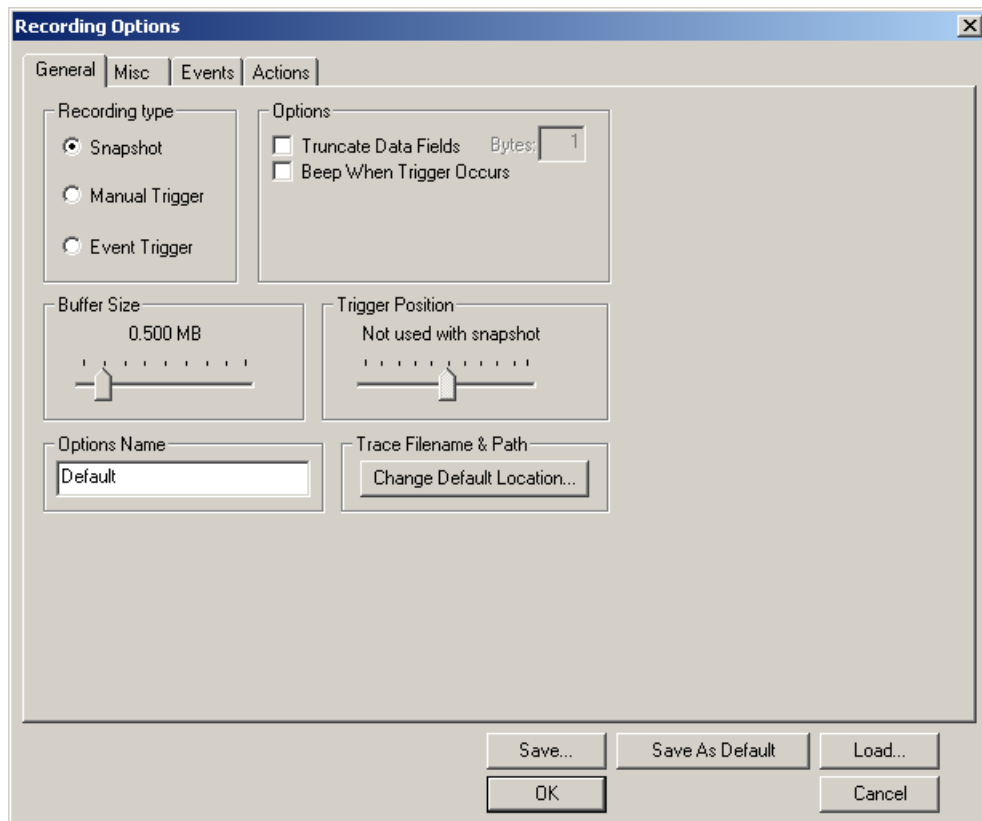 Recording Options
General Misc Events Actions
Recording type
Snapshot
Manual Trigger
Event Trigger
Options
Truncate Data Fields Bytes: 1
Beep When Trigger Occurs
Buffer Size
0.500 MB
Trigger Position
Not used with snapshot
Options Name
Default
Trace Filename & Path
Change Default Location...
Save... Save As Default Load...
OK Cancel